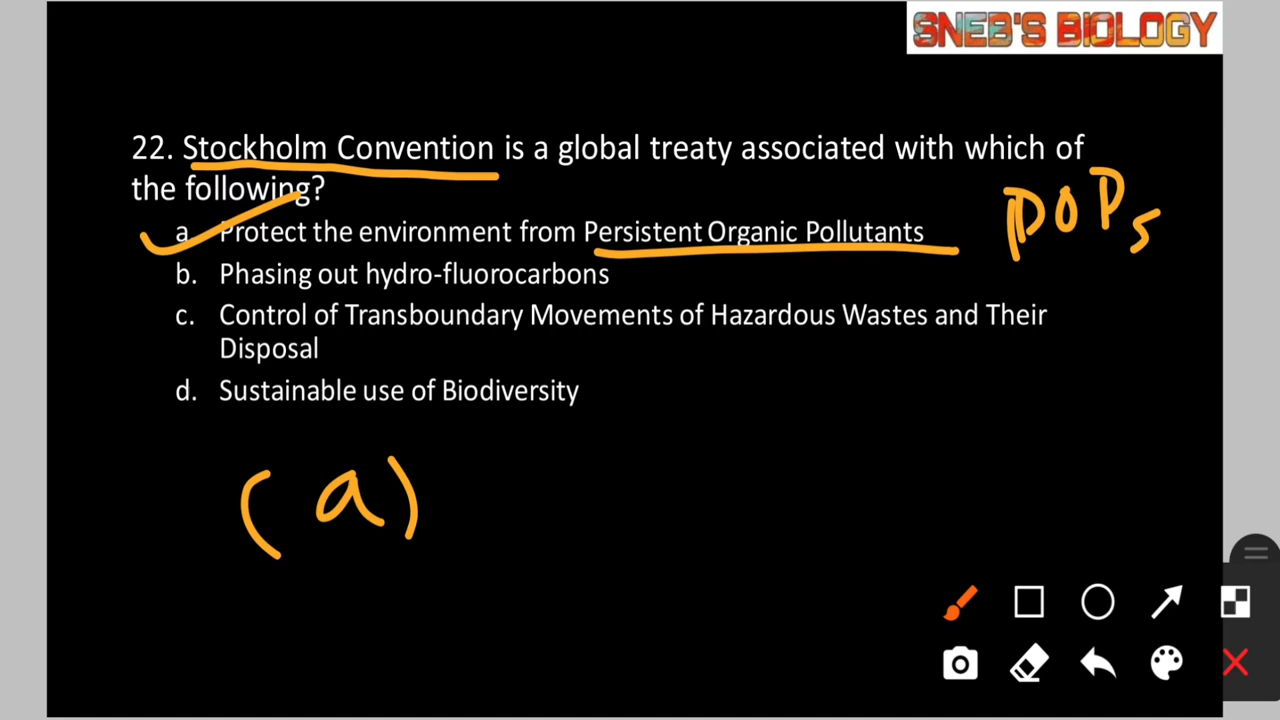 SNEB'S BIOLOGY
22. Stockholm Convention is a global treaty associated with which of
the following?
a. Protect the environment from Persistent Organic Pollutants
POPs
b. Phasing out hydro-fluorocarbons
c. Control of Transboundary Movements of Hazardous Wastes and Their
Disposal
d. Sustainable use of Biodiversity
(a)